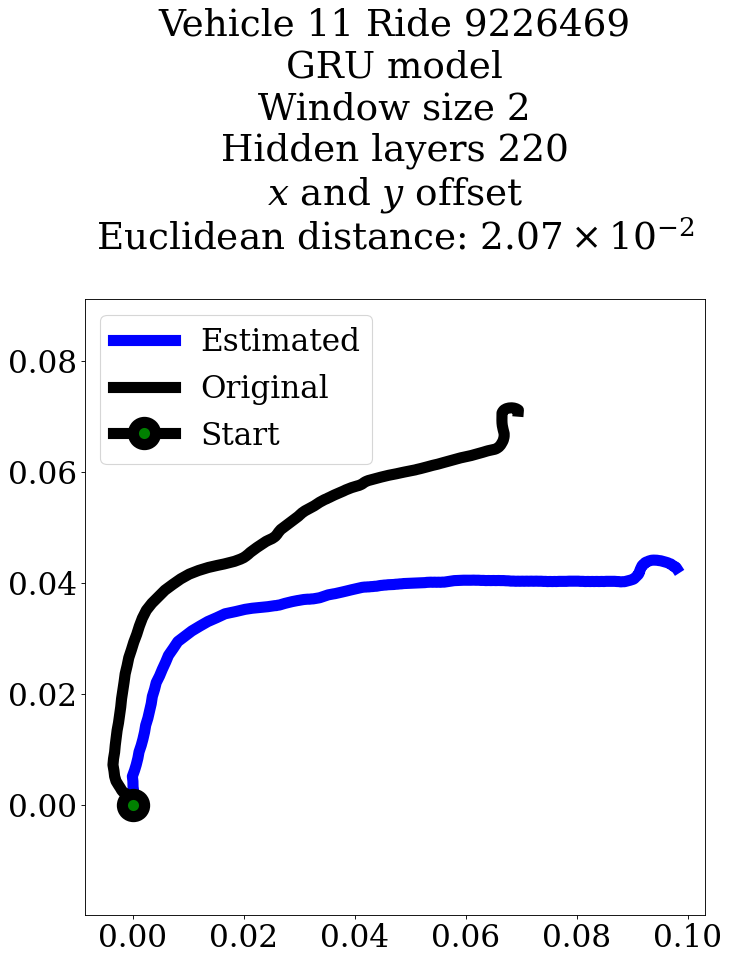 Vehicle 11 Ride 9226469
GRU model
Window size 2
Hidden layers 220
x and y offset
Euclidean distance: 2.07 × 10⁻²
Estimated
Original
Start
0.08
0.06
0.04
0.02
0.00
0.00 0.02 0.04 0.06 0.08 0.10